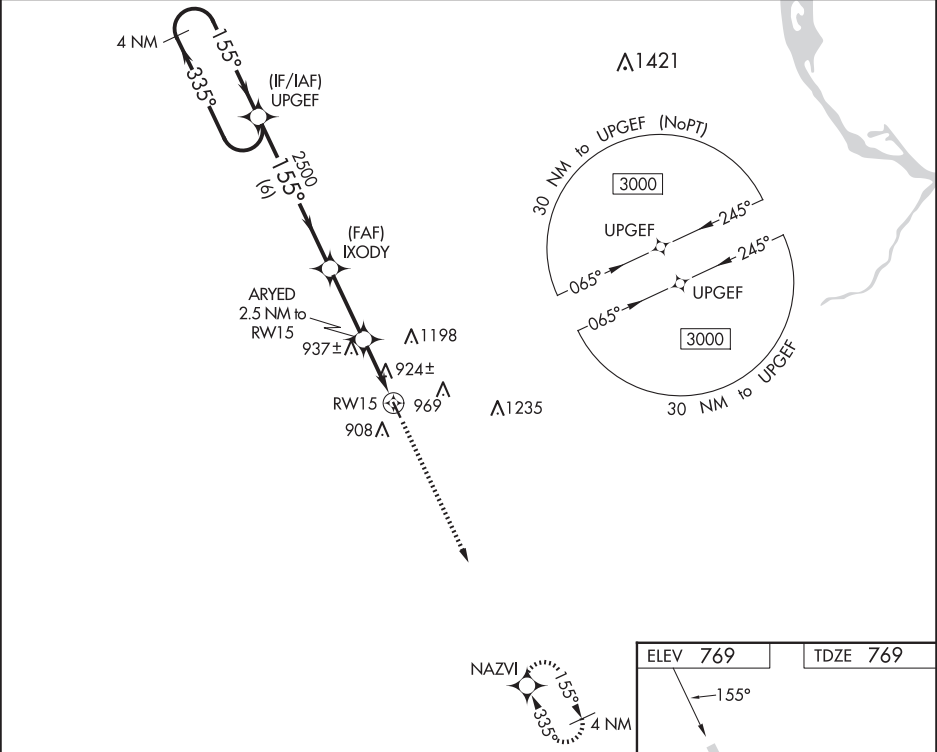 4 NM
155°
335°
(IF/IAF)
UPGEF
2500
155°
(6)
(FAF)
IXODY
ARYED
2.5 NM to
RW15
937±
1198
924±
RW15
969
1235
908
1421
30 NM to UPGEF (NoPT)
3000
UPGEF
245°
065°
245°
UPGEF
065°
3000
30 NM to UPGEF
NAZVI
155°
335°
4 NM
ELEV 769
TDZE 769
155°